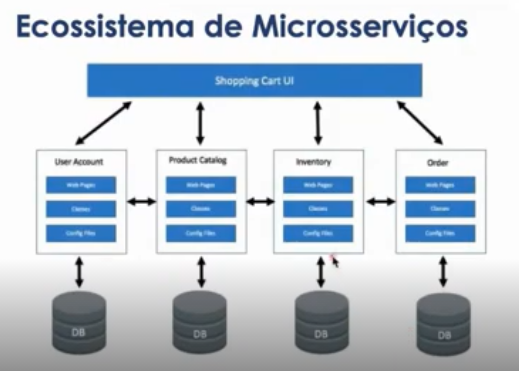 Ecossistema de Microsserviços
Shopping Cart UI
User Account
Web Pages
Classes
Config Files
Product Catalog
Web Pages
Classes
Config Files
Inventory
Web Pages
Classes
Config Files
Order
Web Pages
Classes
Config Files
DB
DB
DB
DB